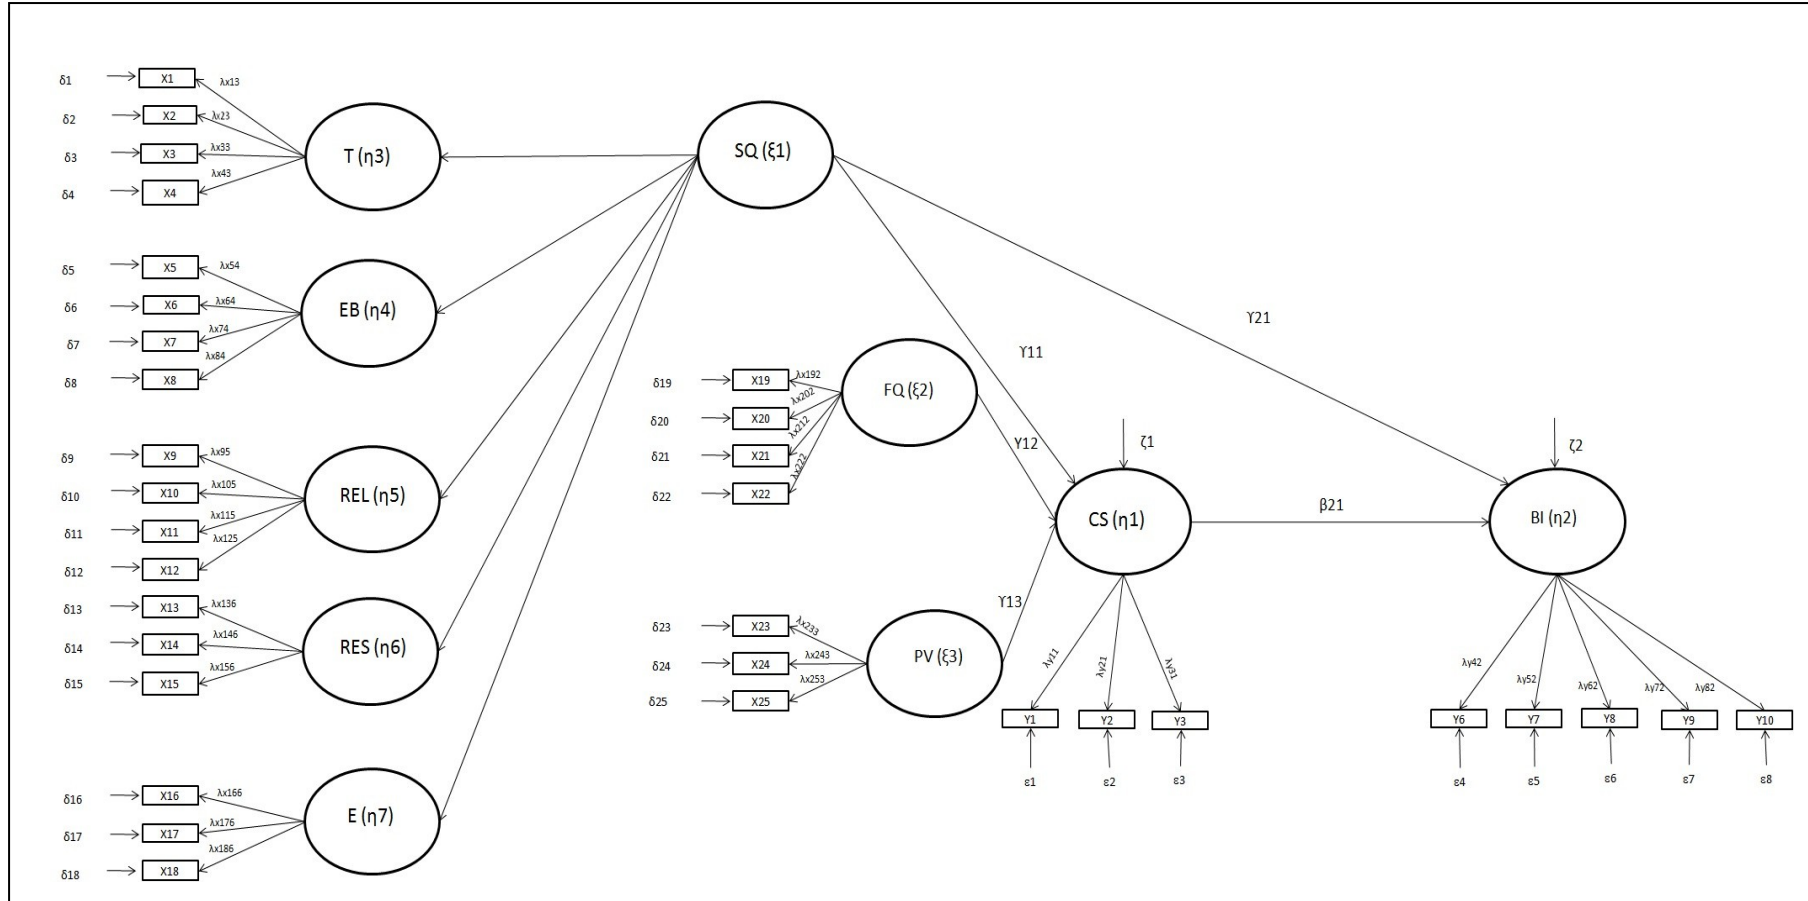 δ1 X1 λx13
δ2 X2 λx23
δ3 X3 λx33
δ4 X4 λx43
T (η3)
SQ (ξ1)
δ5 X5 λx54
δ6 X6 λx64
δ7 X7 λx74
δ8 X8 λx84
EB (η4)
δ9 X9 λx95
δ10 X10 λx105
δ11 X11 λx115
δ12 X12 λx125
REL (η5)
δ13 X13 λx136
δ14 X14 λx146
δ15 X15 λx156
RES (η6)
δ16 X16 λx166
δ17 X17 λx176
δ18 X18 λx186
E (η7)
δ19 X19 λx192
δ20 X20 λx202
δ21 X21 λx212
δ22 X22 λx222
FQ (ξ2)
δ23 X23 λx233
δ24 X24 λx243
δ25 X25 λx253
PV (ξ3)
ϒ11
ϒ12
ϒ13
ϒ21
ζ1
CS (η1)
β21
ζ2
BI (η2)
λy11 λy21 λy31
Y1 Y2 Y3
ε1 ε2 ε3
λy42 λy52 λy62 λy72 λy82
Y6 Y7 Y8 Y9 Y10
ε4 ε5 ε6 ε7 ε8